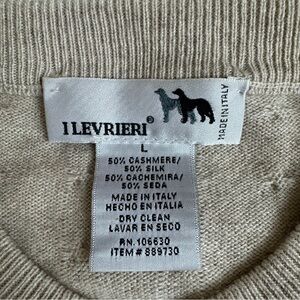 I LEVRIERI®
MADE IN ITALY
L
50% CASHMERE/
50% SILK
50% CACHEMIRA/
50% SEDA
MADE IN ITALY
HECHO EN ITALIA
DRY CLEAN
LAVAR EN SECO
RN. 106630
ITEM # 889730